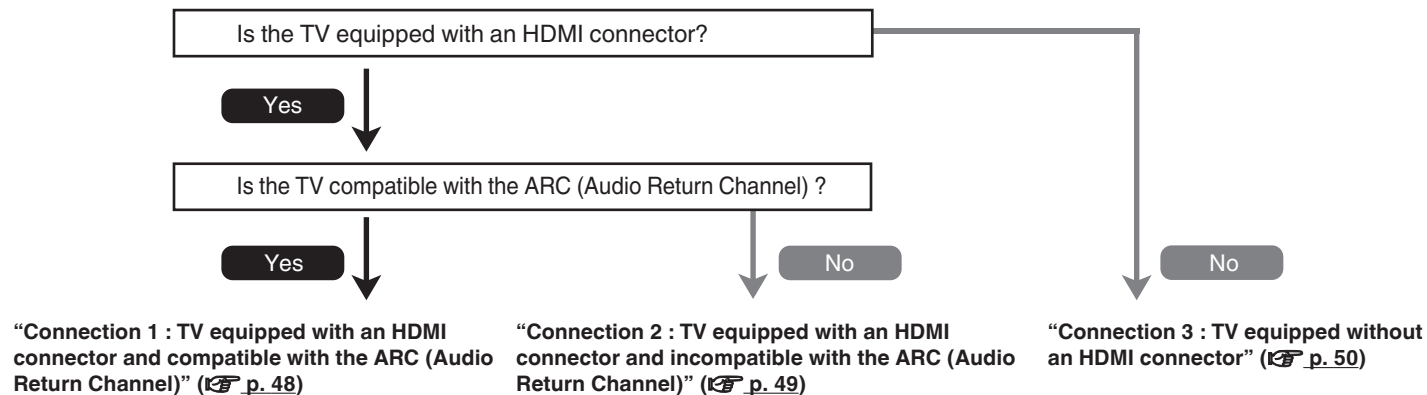 Is the TV equipped with an HDMI connector?
Yes
Is the TV compatible with the ARC (Audio Return Channel) ?
Yes
No
No
“Connection 1 : TV equipped with an HDMI
connector and compatible with the ARC (Audio
Return Channel)” (☞ p. 48)
“Connection 2 : TV equipped with an HDMI
connector and incompatible with the ARC (Audio
Return Channel)” (☞ p. 49)
“Connection 3 : TV equipped without
an HDMI connector” (☞ p. 50)